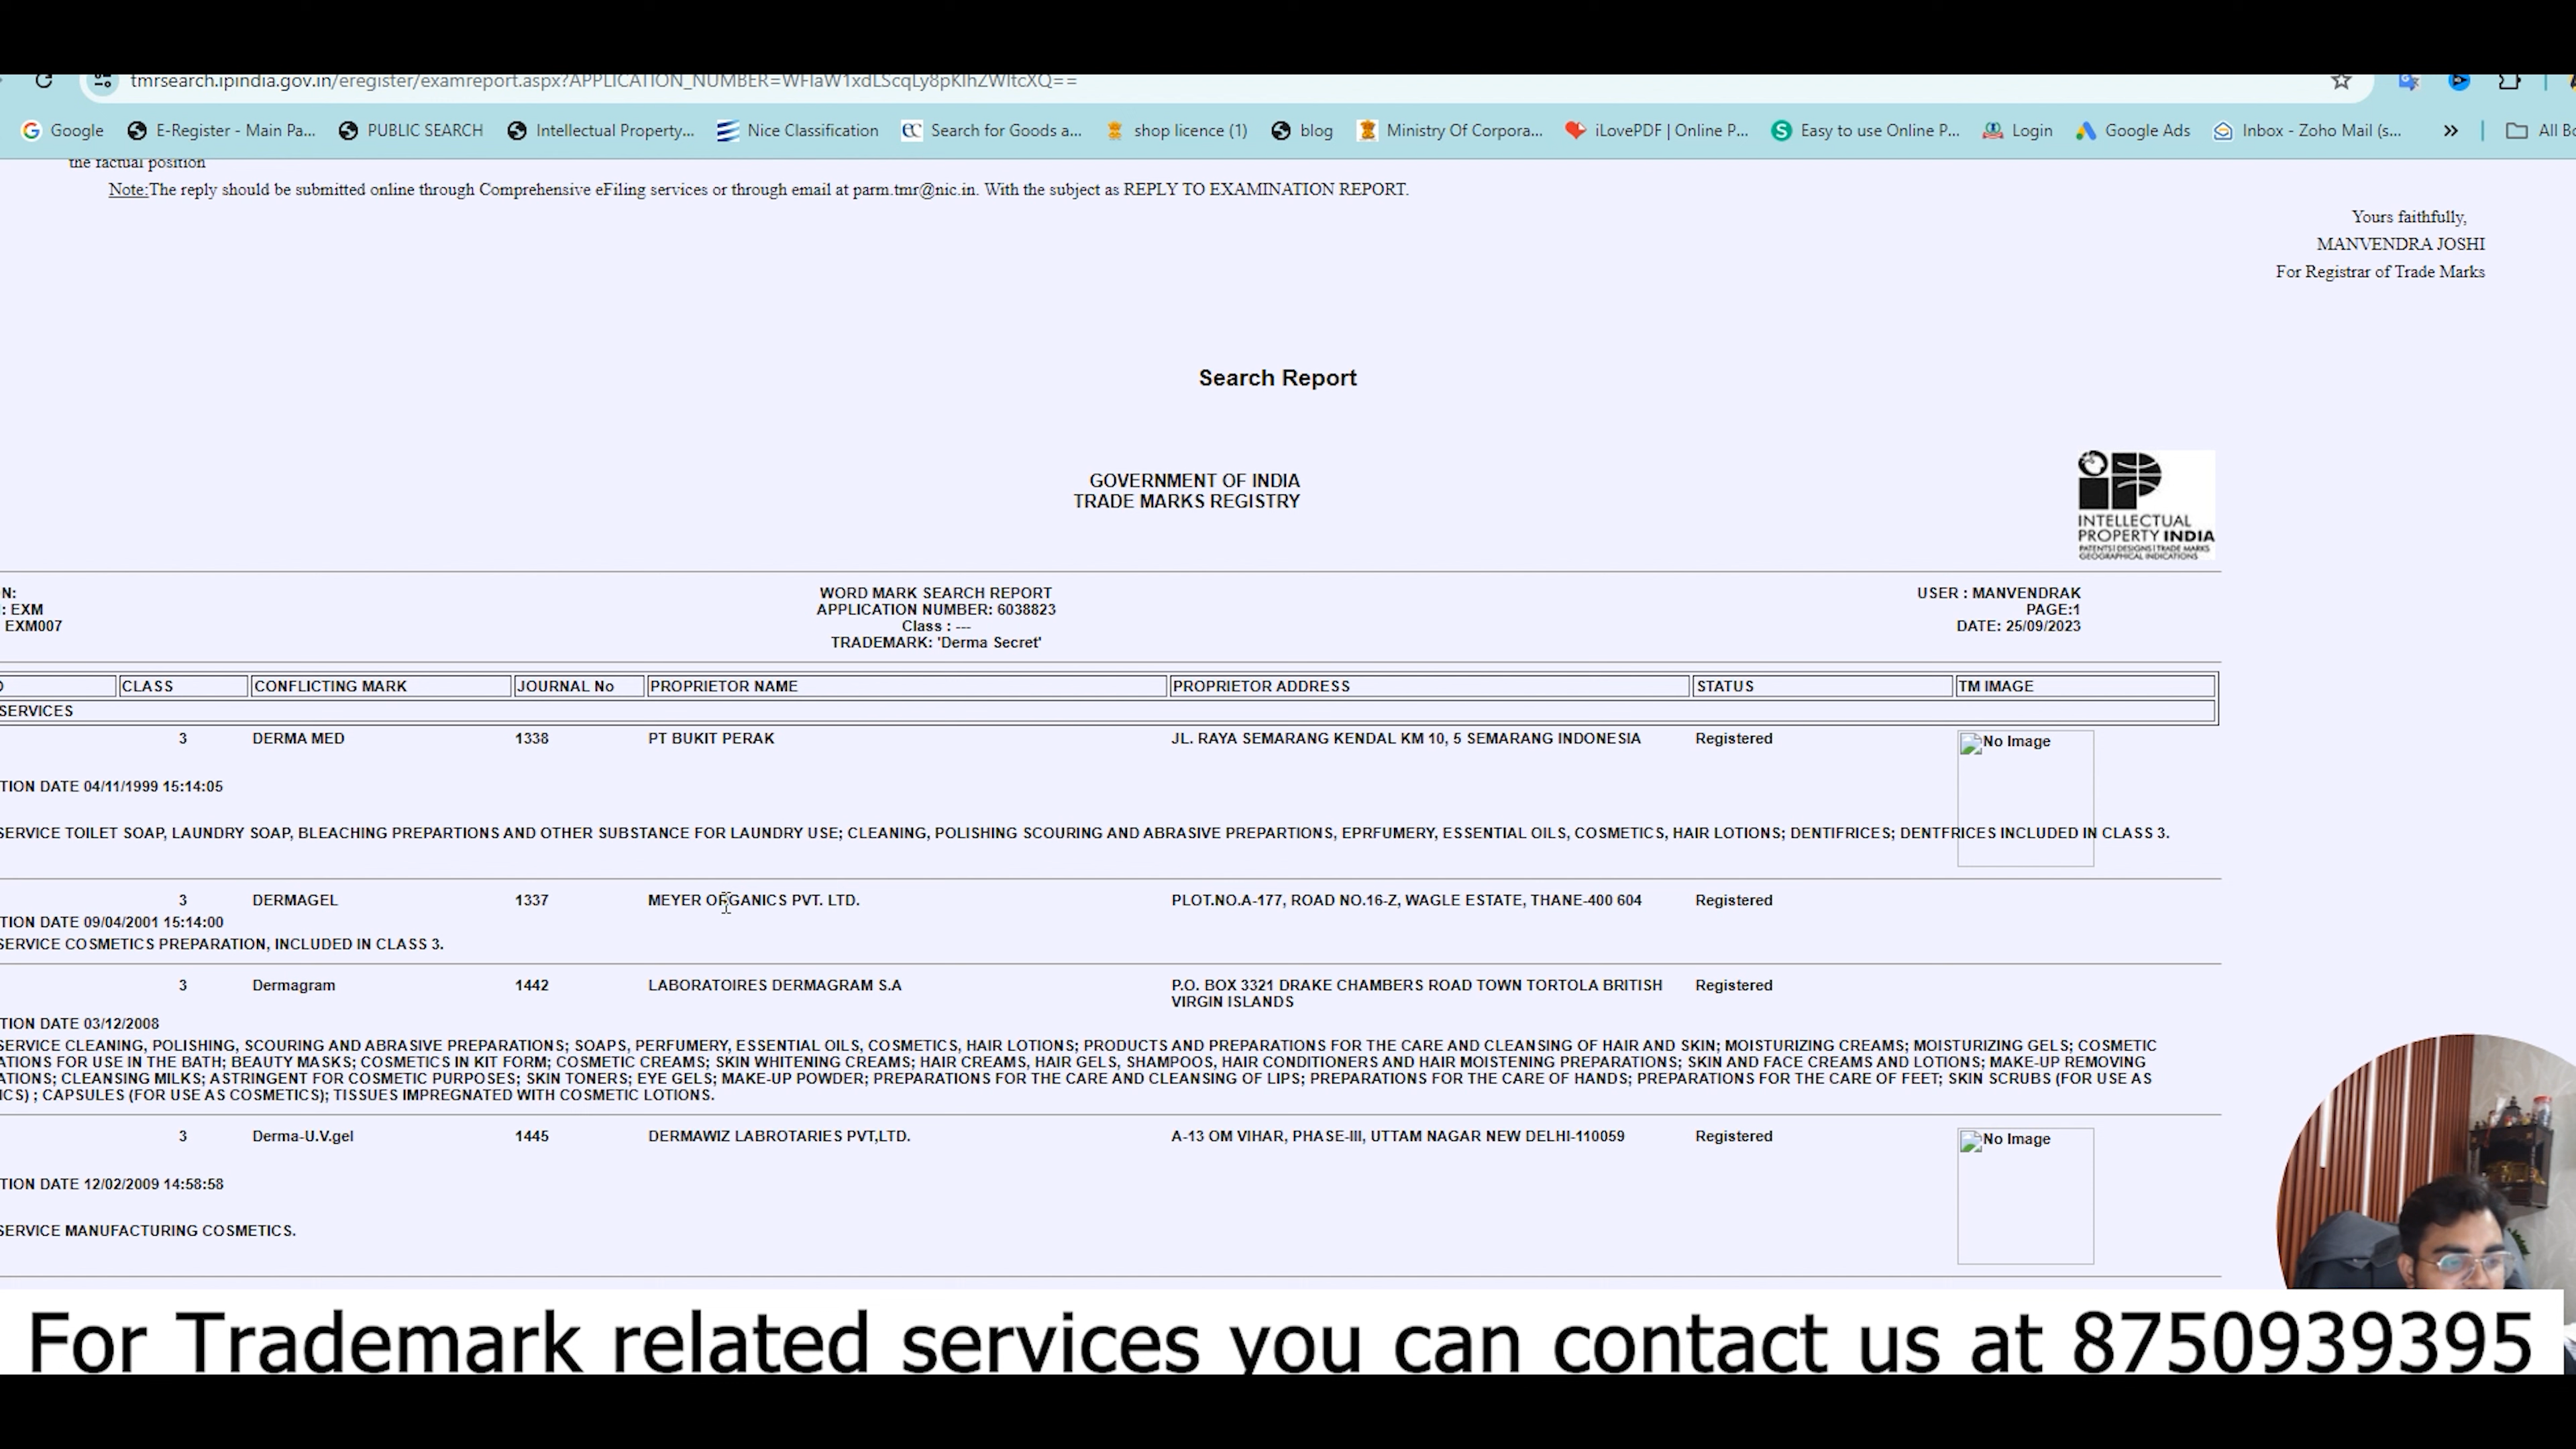 tmrsearch.ipindia.gov.in/eregister/examreport.aspx?APPLICATION_NUMBER=
Google E-Register - Main Pa... PUBLIC SEARCH Intellectual Property... Nice Classification Search for Goods a... shop licence (1) blog Ministry Of Corpora... iLovePDF | Online P... Easy to use Online P... Login Google Ads Inbox - Zoho Mail (s... » All Bo
the factual position
Note:The reply should be submitted online through Comprehensive eFiling services or through email at parm.tmr@nic.in. With the subject as REPLY TO EXAMINATION REPORT.
Yours faithfully,
MANVENDRA JOSHI
For Registrar of Trade Marks
Search Report
GOVERNMENT OF INDIA
TRADE MARKS REGISTRY
INTELLECTUAL
PROPERTY INDIA
PATENTS | DESIGNS | TRADE MARKS
GEOGRAPHICAL INDICATIONS
N: WORD MARK SEARCH REPORT USER : MANVENDRAK
: EXM APPLICATION NUMBER: 6038823 PAGE:1
EXM007 Class : --- DATE: 25/09/2023
TRADEMARK: 'Derma Secret'
CLASS CONFLICTING MARK JOURNAL No PROPRIETOR NAME PROPRIETOR ADDRESS STATUS TM IMAGE
SERVICES
3 DERMA MED 1338 PT BUKIT PERAK JL. RAYA SEMARANG KENDAL KM 10, 5 SEMARANG INDONESIA Registered No Image
TION DATE 04/11/1999 15:14:05
SERVICE TOILET SOAP, LAUNDRY SOAP, BLEACHING PREPARTIONS AND OTHER SUBSTANCE FOR LAUNDRY USE; CLEANING, POLISHING SCOURING AND ABRASIVE PREPARTIONS, EPRFUMERY, ESSENTIAL OILS, COSMETICS, HAIR LOTIONS; DENTIFRICES; DENTFRICES INCLUDED IN CLASS 3.
3 DERMAGEL 1337 MEYER ORGANICS PVT. LTD. PLOT.NO.A-177, ROAD NO.16-Z, WAGLE ESTATE, THANE-400 604 Registered
TION DATE 09/04/2001 15:14:00
SERVICE COSMETICS PREPARATION, INCLUDED IN CLASS 3.
3 Dermagram 1442 LABORATOIRES DERMAGRAM S.A P.O. BOX 3321 DRAKE CHAMBERS ROAD TOWN TORTOLA BRITISH Registered
VIRGIN ISLANDS
TION DATE 03/12/2008
SERVICE CLEANING, POLISHING, SCOURING AND ABRASIVE PREPARATIONS; SOAPS, PERFUMERY, ESSENTIAL OILS, COSMETICS, HAIR LOTIONS; PRODUCTS AND PREPARATIONS FOR THE CARE AND CLEANSING OF HAIR AND SKIN; MOISTURIZING CREAMS; MOISTURIZING GELS; COSMETIC
ATIONS FOR USE IN THE BATH; BEAUTY MASKS; COSMETICS IN KIT FORM; COSMETIC CREAMS; SKIN WHITENING CREAMS; HAIR CREAMS, HAIR GELS, SHAMPOOS, HAIR CONDITIONERS AND HAIR MOISTENING PREPARATIONS; SKIN AND FACE CREAMS AND LOTIONS; MAKE-UP REMOVING
ATIONS; CLEANSING MILKS; ASTRINGENT FOR COSMETIC PURPOSES; SKIN TONERS; EYE GELS; MAKE-UP POWDER; PREPARATIONS FOR THE CARE AND CLEANSING OF LIPS; PREPARATIONS FOR THE CARE OF HANDS; PREPARATIONS FOR THE CARE OF FEET; SKIN SCRUBS (FOR USE AS
ICS) ; CAPSULES (FOR USE AS COSMETICS); TISSUES IMPREGNATED WITH COSMETIC LOTIONS.
3 Derma-U.V.gel 1445 DERMAWIZ LABROTARIES PVT,LTD. A-13 OM VIHAR, PHASE-III, UTTAM NAGAR NEW DELHI-110059 Registered No Image
TION DATE 12/02/2009 14:58:58
SERVICE MANUFACTURING COSMETICS.
For Trademark related services you can contact us at 8750939395